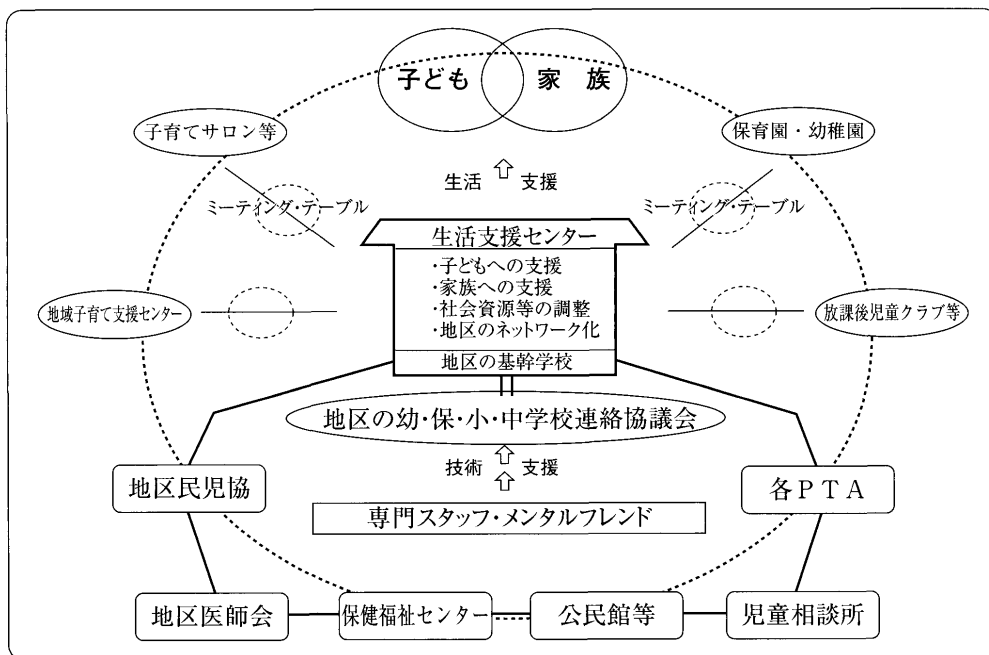 子ども
家族
子育てサロン等
保育園・幼稚園
生活 支援
ミーティング・テーブル
ミーティング・テーブル
生活支援センター
・子どもへの支援
・家族への支援
・社会資源等の調整
・地区のネットワーク化
地域子育て支援センター
放課後児童クラブ等
地区の基幹学校
地区の幼・保・小・中学校連絡協議会
技術 支援
地区民児協
各PTA
専門スタッフ・メンタルフレンド
地区医師会
保健福祉センター
公民館等
児童相談所